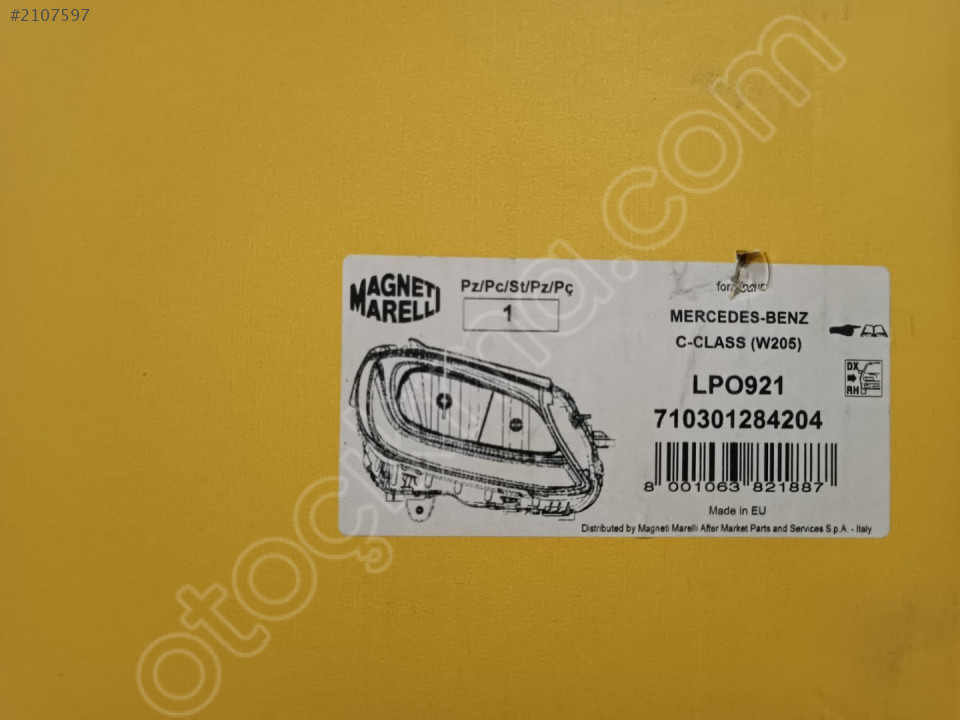 #2107597
otoçıkma.com
MAGNETI
MARELLI
Pz/Pc/St/Pz/Pç
1
for/
MERCEDES-BENZ
C-CLASS (W205)
DX
RH
LPO921
710301284204
8 001063 821887
Made in EU
Distributed by Magneti Marelli After Market Parts and Services S.p.A. - Italy